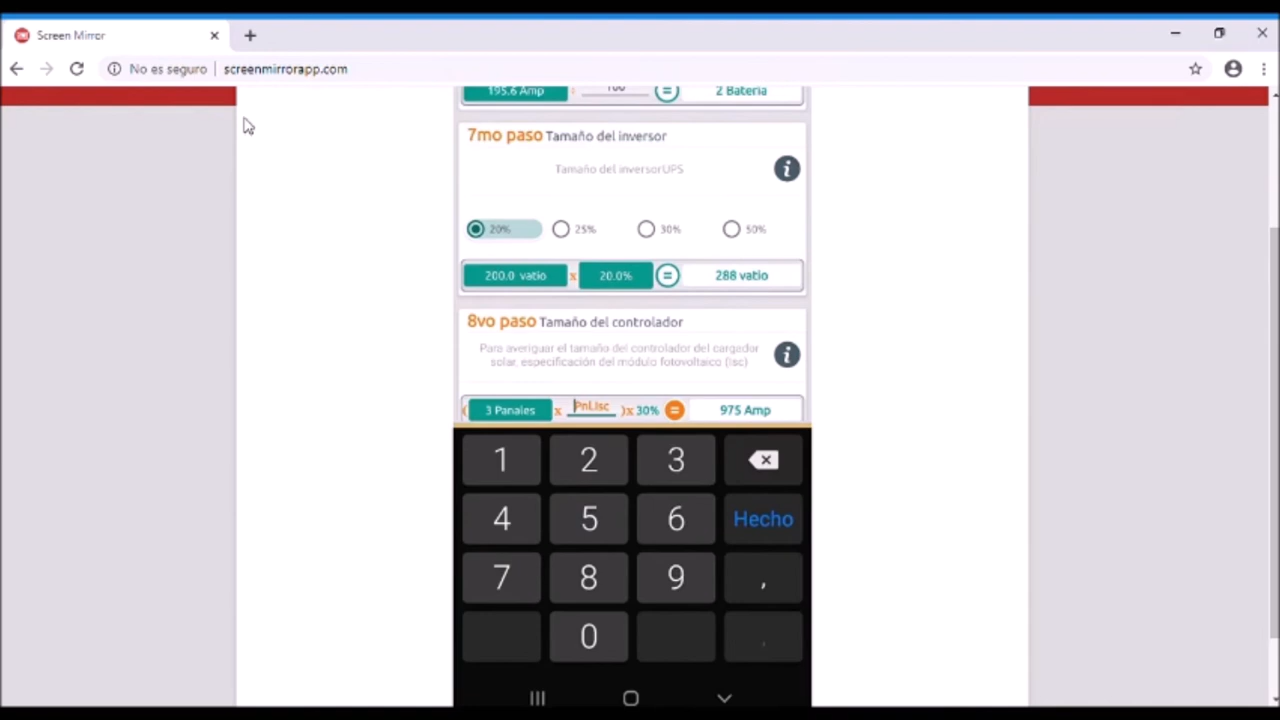 Screen Mirror
No es seguro screenmirrorapp.com
195.6 Amp 100 = 2 Bateria
7mo paso Tamaño del inversor
Tamaño del inversorUPS
20% 25% 30% 50%
200.0 vatio x 20.0% = 288 vatio
8vo paso Tamaño del controlador
Para averiguar el tamaño del controlador del cargador
solar, especificación del módulo fotovoltaico (Isc)
( 3 Panales x Pnl.Isc ) x 30% = 975 Amp
1 2 3
4 5 6 Hecho
7 8 9 ,
0 .